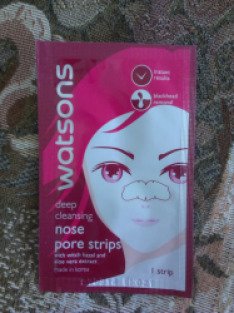 watsons
instant
results
blackhead
removal
deep
cleansing
nose
pore strips
with witch hazel and
aloe vera extract
made in korea
1 strip